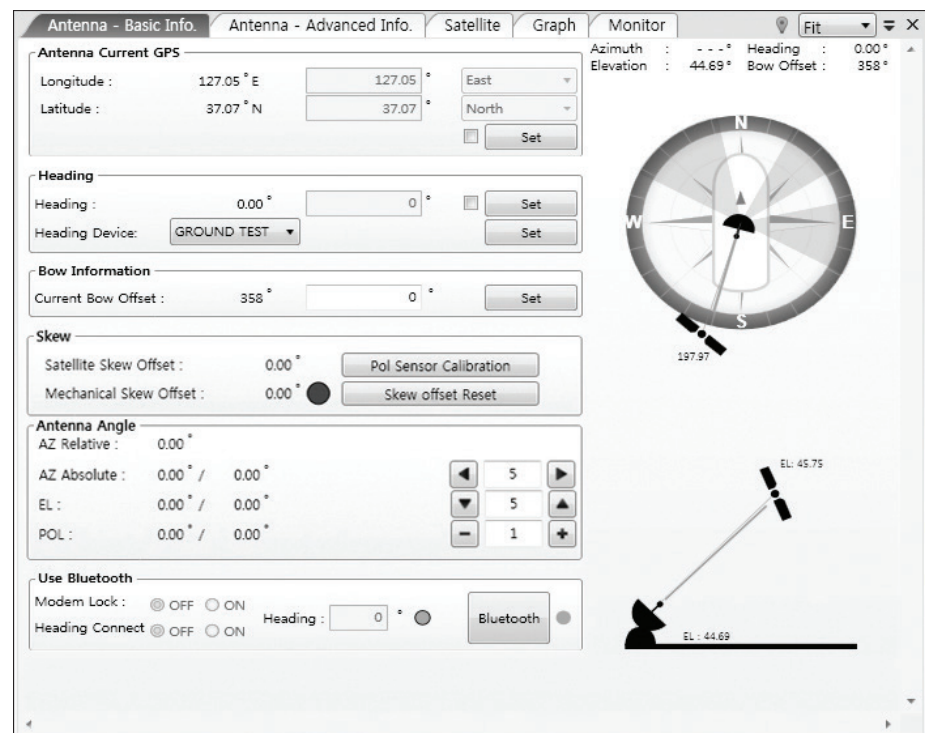 Antenna - Basic Info. Antenna - Advanced Info. Satellite Graph Monitor Fit
Antenna Current GPS
Longitude : 127.05 ° E 127.05 ° East
Latitude : 37.07 ° N 37.07 ° North
Set
Heading
Heading : 0.00 ° 0 ° Set
Heading Device: GROUND TEST Set
Bow Information
Current Bow Offset : 358 ° 0 ° Set
Skew
Satellite Skew Offset : 0.00 ° Pol Sensor Calibration
Mechanical Skew Offset : 0.00 ° Skew offset Reset
Antenna Angle
AZ Relative : 0.00 °
AZ Absolute : 0.00 ° / 0.00 ° 5
EL : 0.00 ° / 0.00 ° 5
POL : 0.00 ° / 0.00 ° 1
Use Bluetooth
Modem Lock : OFF ON
Heading Connect OFF ON
Heading : 0 °
Bluetooth
Azimuth : - - -° Heading : 0.00 °
Elevation : 44.69 ° Bow Offset : 358 °
N
W
E
S
197.97
EL: 45.75
EL : 44.69